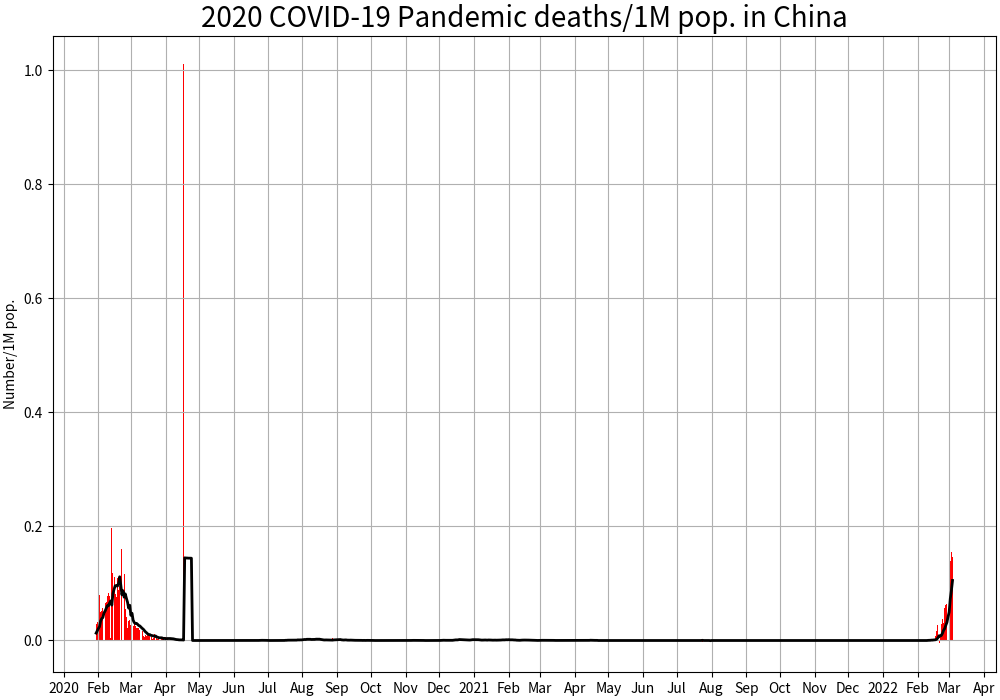 2020 COVID-19 Pandemic deaths/1M pop. in China
Number/1M pop.
1.0
0.8
0.6
0.4
0.2
0.0
2020 Feb Mar Apr May Jun Jul Aug Sep Oct Nov Dec 2021 Feb Mar Apr May Jun Jul Aug Sep Oct Nov Dec 2022 Feb Mar Apr